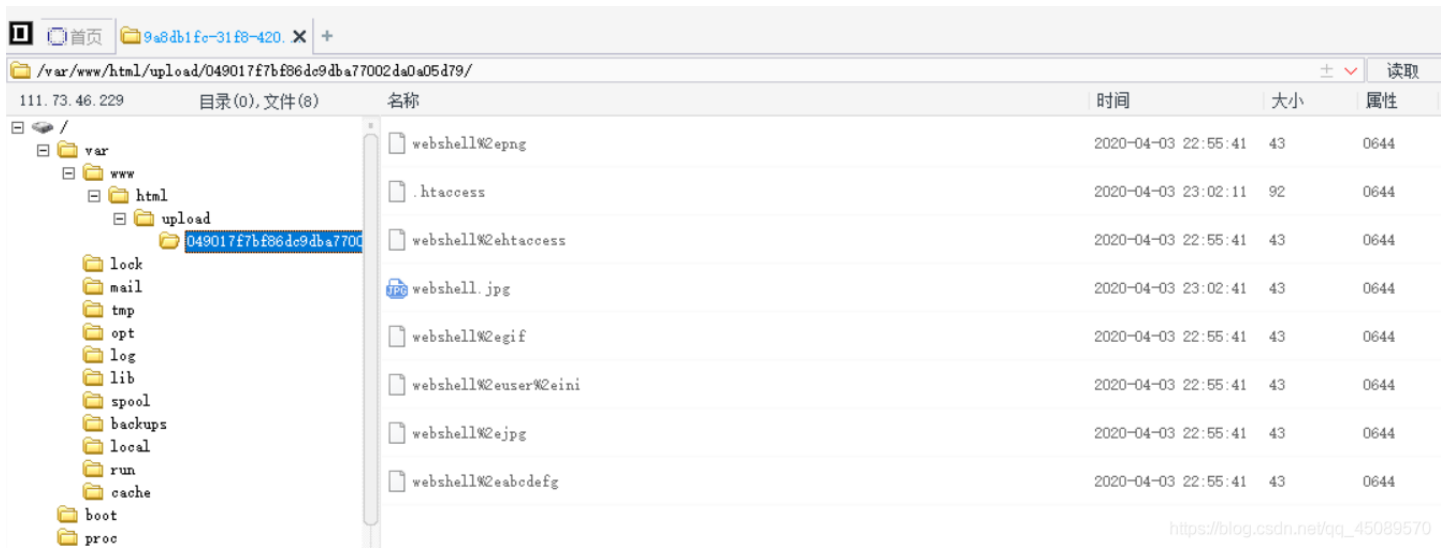 首页 9a8db1fc-31f8-420. X +
/var/www/html/upload/049017f7bf86dc9dba77002da0a05d79/ 读取
111.73.46.229 目录(0),文件(8) 名称 时间 大小 属性
/
var
www
html
upload
049017f7bf86dc9dba7700
lock
mail
tmp
opt
log
lib
spool
backups
local
run
cache
boot
proc
webshell%2epng 2020-04-03 22:55:41 43 0644
.htaccess 2020-04-03 23:02:11 92 0644
webshell%2ehtaccess 2020-04-03 22:55:41 43 0644
JPG webshell.jpg 2020-04-03 23:02:41 43 0644
webshell%2egif 2020-04-03 22:55:41 43 0644
webshell%2euser%2eini 2020-04-03 22:55:41 43 0644
webshell%2ejpg 2020-04-03 22:55:41 43 0644
webshell%2eabcdefg 2020-04-03 22:55:41 43 0644
https://blog.csdn.net/qq_45089570